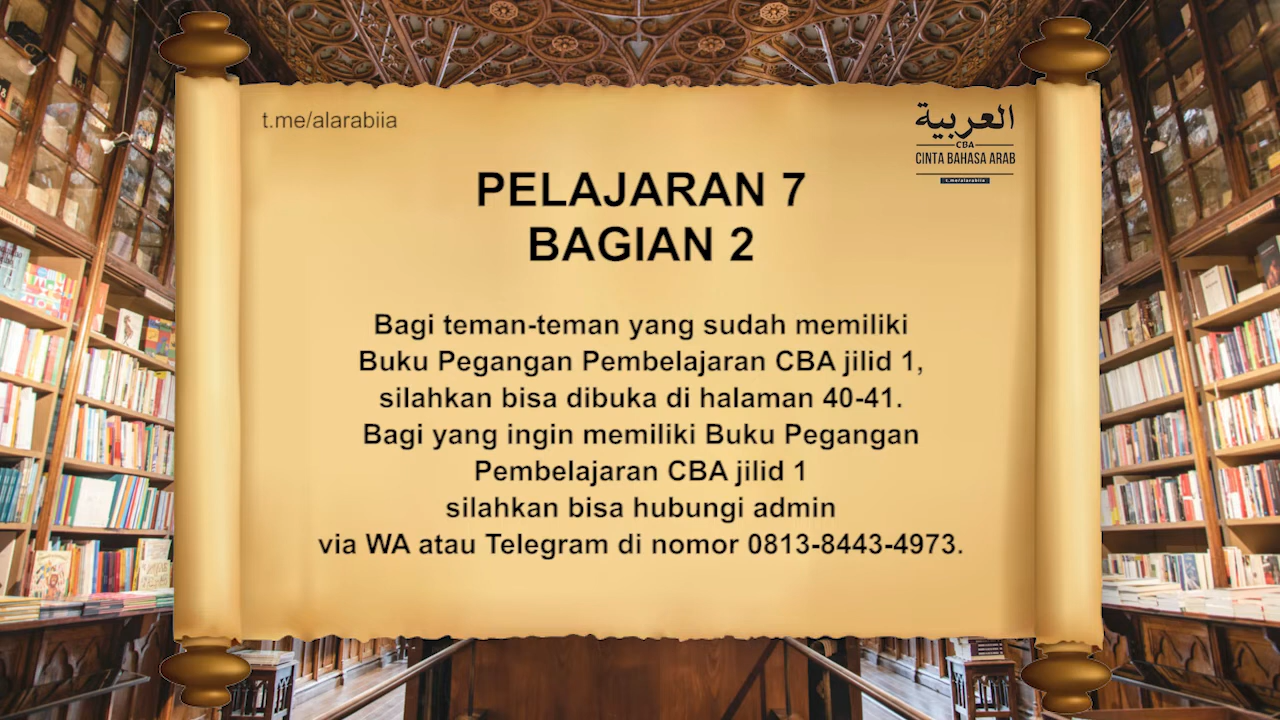 t.me/alarabiia
العربية
CBA
CINTA BAHASA ARAB
t.me/alarabiia
PELAJARAN 7
BAGIAN 2
Bagi teman-teman yang sudah memiliki
Buku Pegangan Pembelajaran CBA jilid 1,
silahkan bisa dibuka di halaman 40-41.
Bagi yang ingin memiliki Buku Pegangan
Pembelajaran CBA jilid 1
silahkan bisa hubungi admin
via WA atau Telegram di nomor 0813-8443-4973.